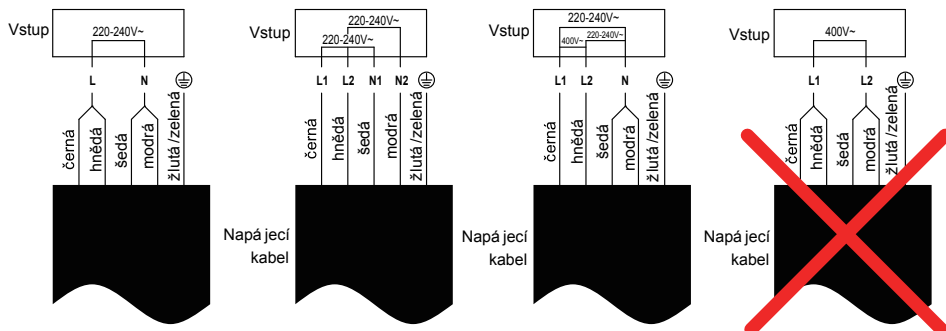 Vstup
220-240V~
L
N
černá
hnědá
šedá
modrá
žlutá /zelená
Vstup
220-240V~
220-240V~
L1
L2
N1
N2
černá
hnědá
šedá
modrá
žlutá /zelená
Napá jecí
kabel
Vstup
220-240V~
400V~
220-240V~
L1
L2
N
černá
hnědá
šedá
modrá
žlutá /zelená
Napá jecí
kabel
Vstup
400V~
L1
L2
černá
hnědá
šedá
modrá
žlutá /zelená
Napá jecí
kabel